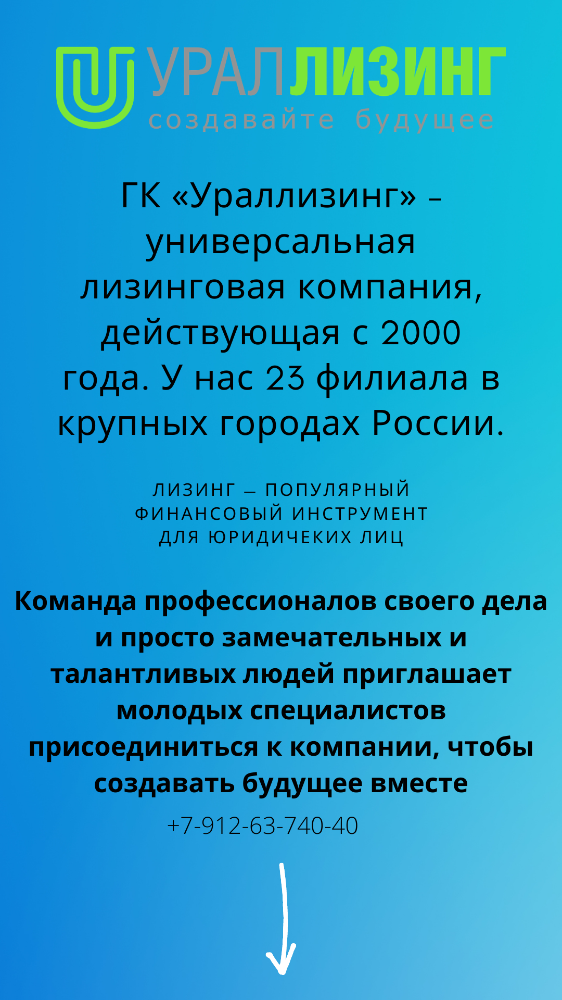 УРАЛЛИЗИНГ
создавайте будущее
ГК «Ураллизинг» –
универсальная
лизинговая компания,
действующая с 2000
года. У нас 23 филиала в
крупных городах России.
ЛИЗИНГ — ПОПУЛЯРНЫЙ
ФИНАНСОВЫЙ ИНСТРУМЕНТ
ДЛЯ ЮРИДИЧЕКИХ ЛИЦ
Команда профессионалов своего дела
и просто замечательных и
талантливых людей приглашает
молодых специалистов
присоединиться к компании, чтобы
создавать будущее вместе
+7-912-63-740-40